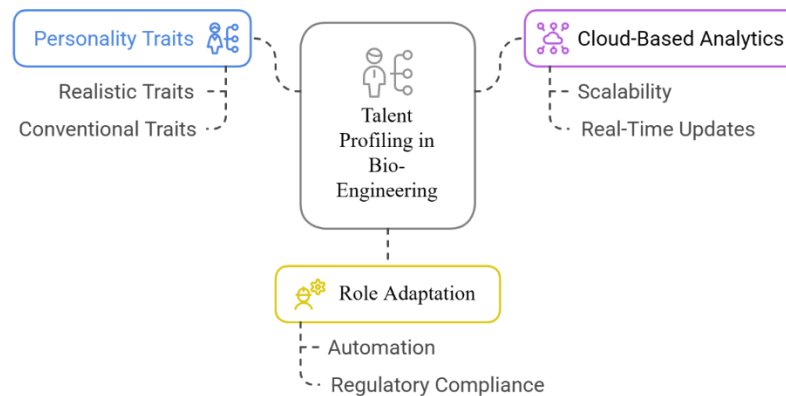 Personality Traits
Realistic Traits
Conventional Traits
Talent
Profiling in
Bio-
Engineering
Cloud-Based Analytics
Scalability
Real-Time Updates
Role Adaptation
Automation
Regulatory Compliance